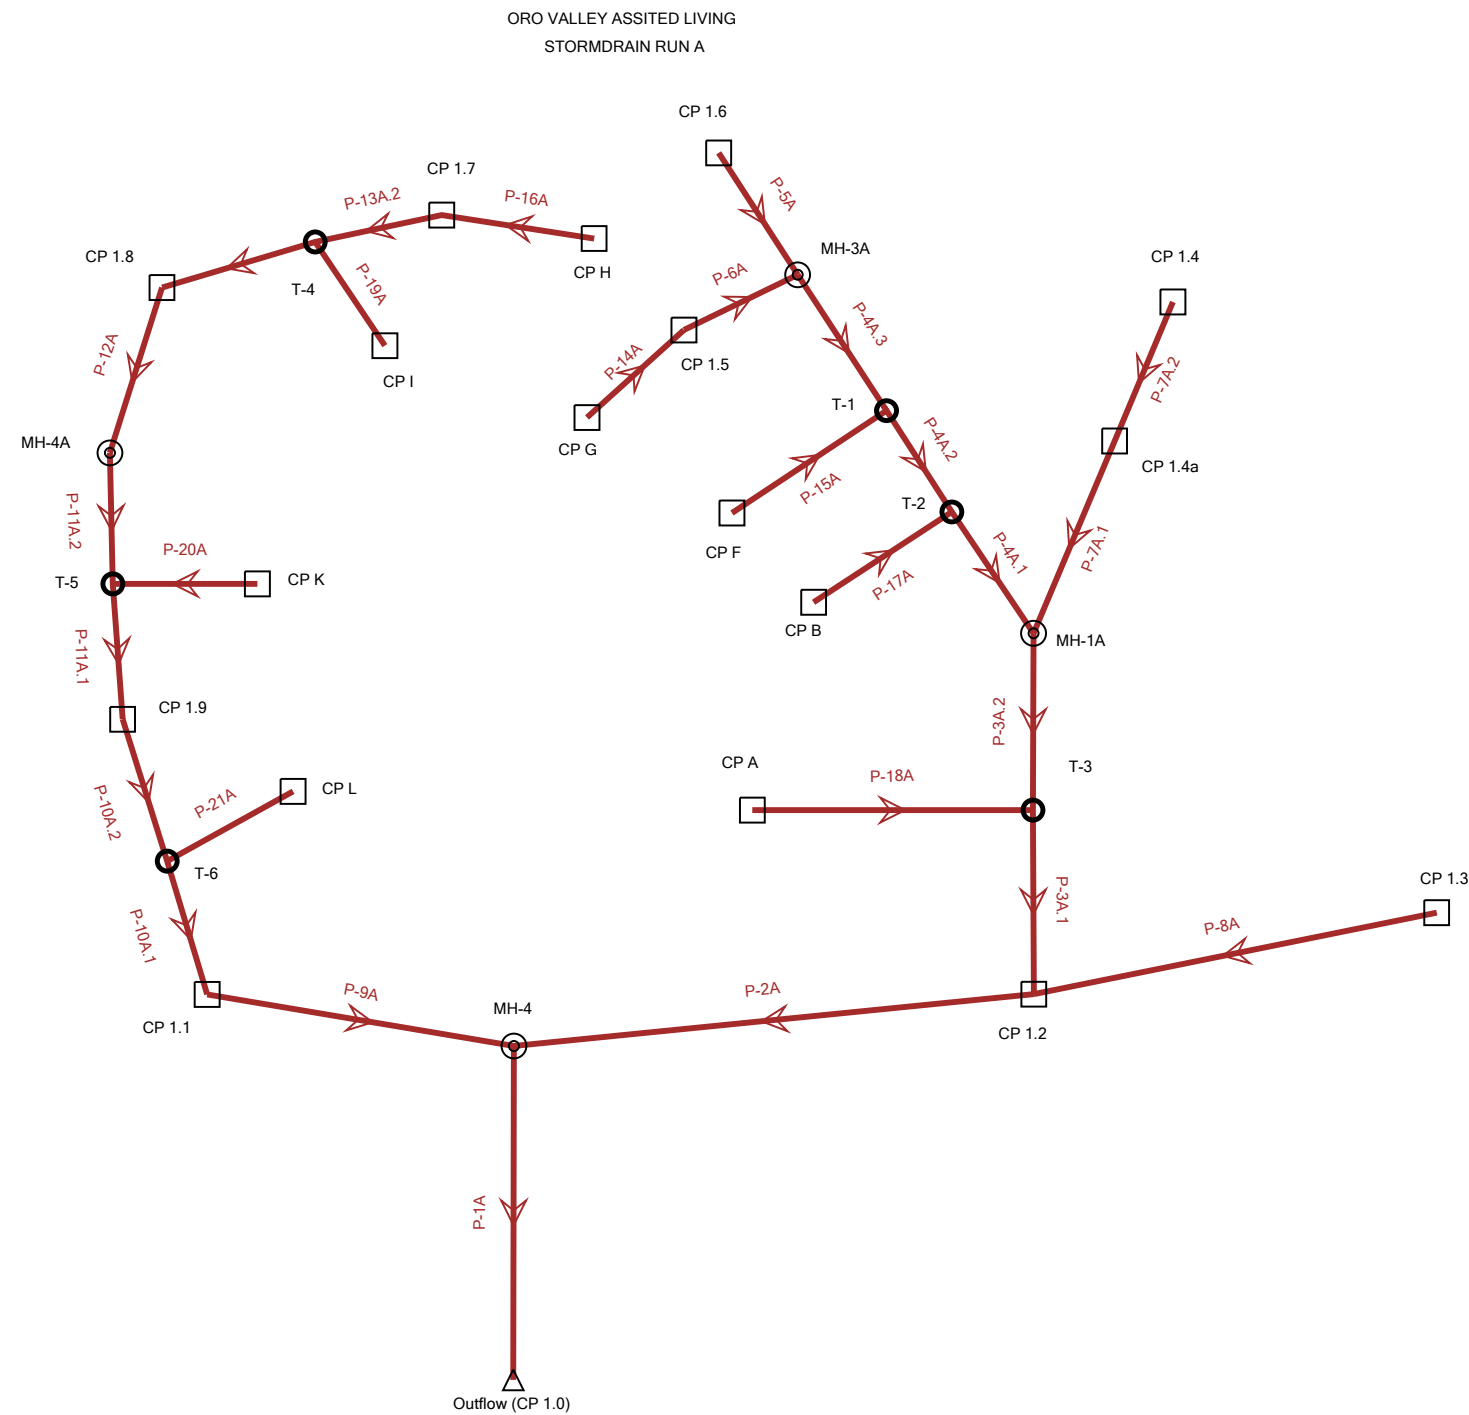 ORO VALLEY ASSITED LIVING
STORMDRAIN RUN A
CP 1.6
CP 1.7
P-13A.2
P-16A
P-5A
CP 1.8
CP H
T-4
P-19A
MH-3A
P-6A
CP 1.4
P-12A
P-4A.3
P-14A
CP 1.5
CP I
P-7A.2
T-1
MH-4A
CP G
P-4A.2
CP 1.4a
P-15A
T-2
P-11A.2
P-20A
CP F
P-4A.1
P-7A.1
T-5
CP K
P-17A
CP B
MH-1A
P-11A.1
CP 1.9
P-3A.2
CP A
T-3
P-18A
CP L
P-21A
P-10A.2
T-6
CP 1.3
P-3A.1
P-8A
P-10A.1
P-9A
P-2A
MH-4
CP 1.1
CP 1.2
P-1A
Outflow (CP 1.0)